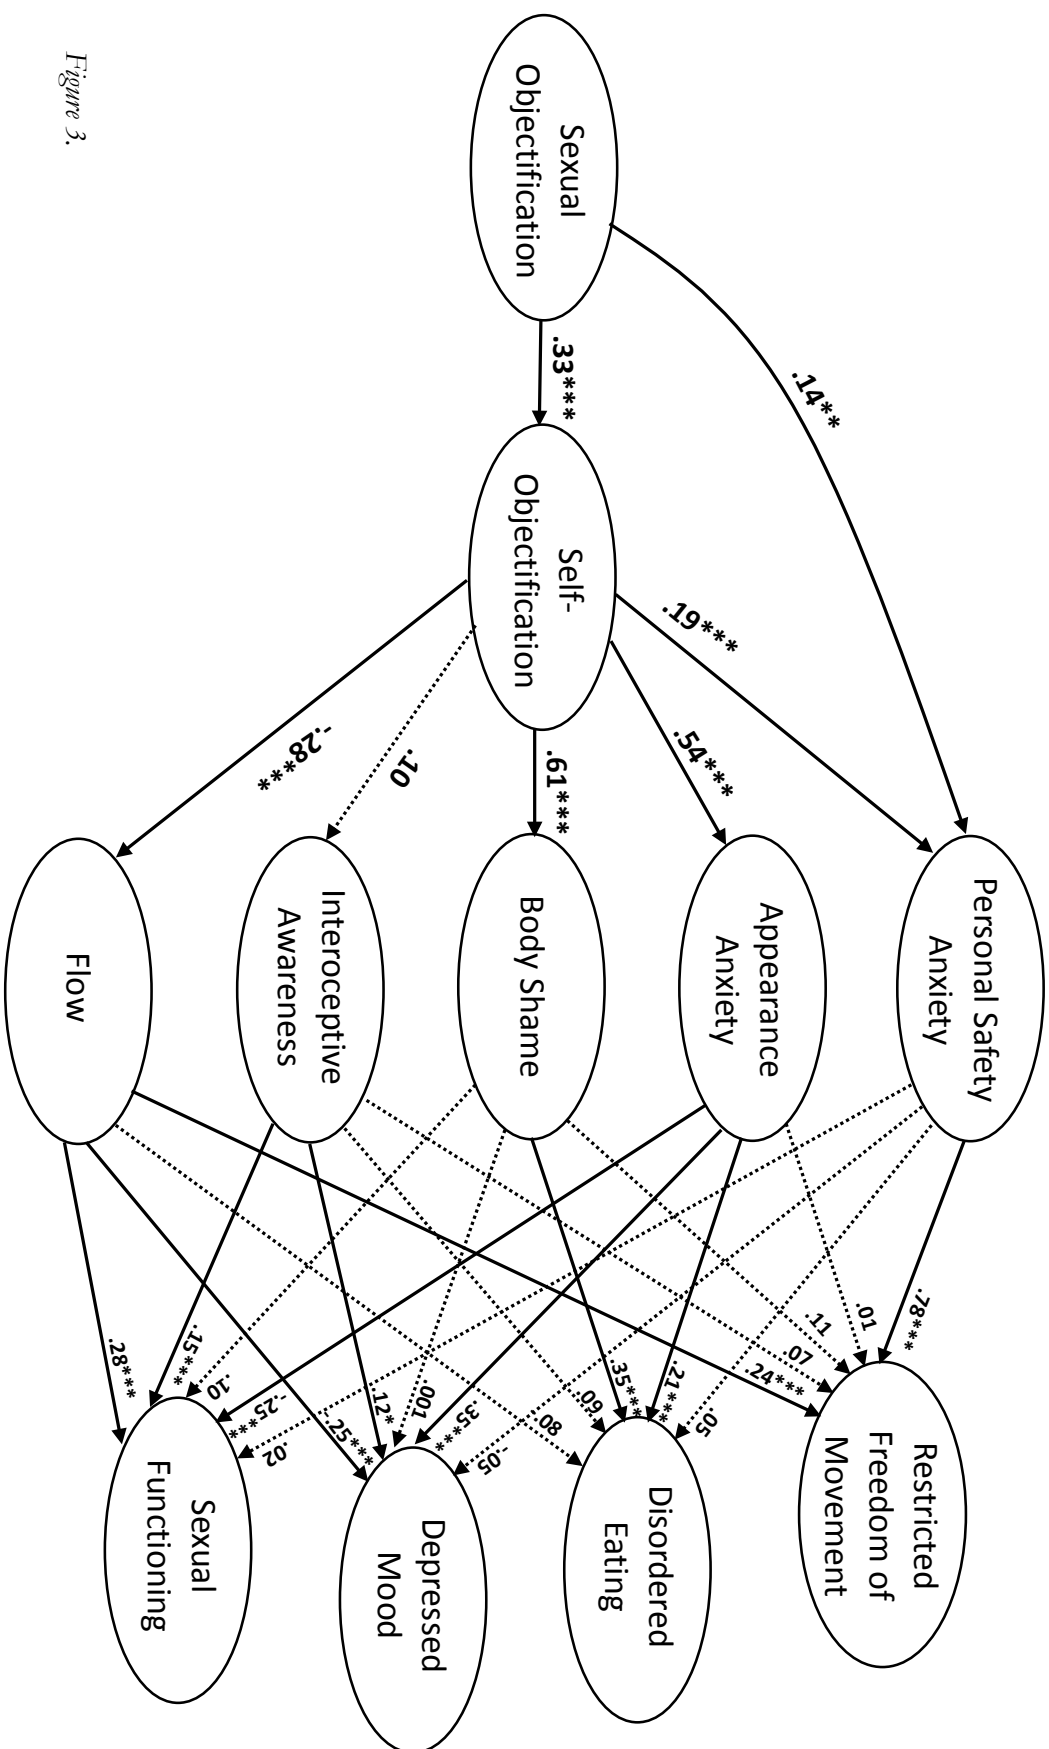 Sexual
Objectification
.14**
.33***
Self-
Objectification
.19***
.54***
.61***
.10
-.28***
Personal Safety
Anxiety
Appearance
Anxiety
Body Shame
Interoceptive
Awareness
Flow
.78***
.01
.11
.07
.24***
.05
.21***
.35***
.09
.08
-.05
.35***
.001
.12*
-.25***
.02
-.25***
.10
.15***
.28***
Restricted
Freedom of
Movement
Disordered
Eating
Depressed
Mood
Sexual
Functioning
Figure 3.